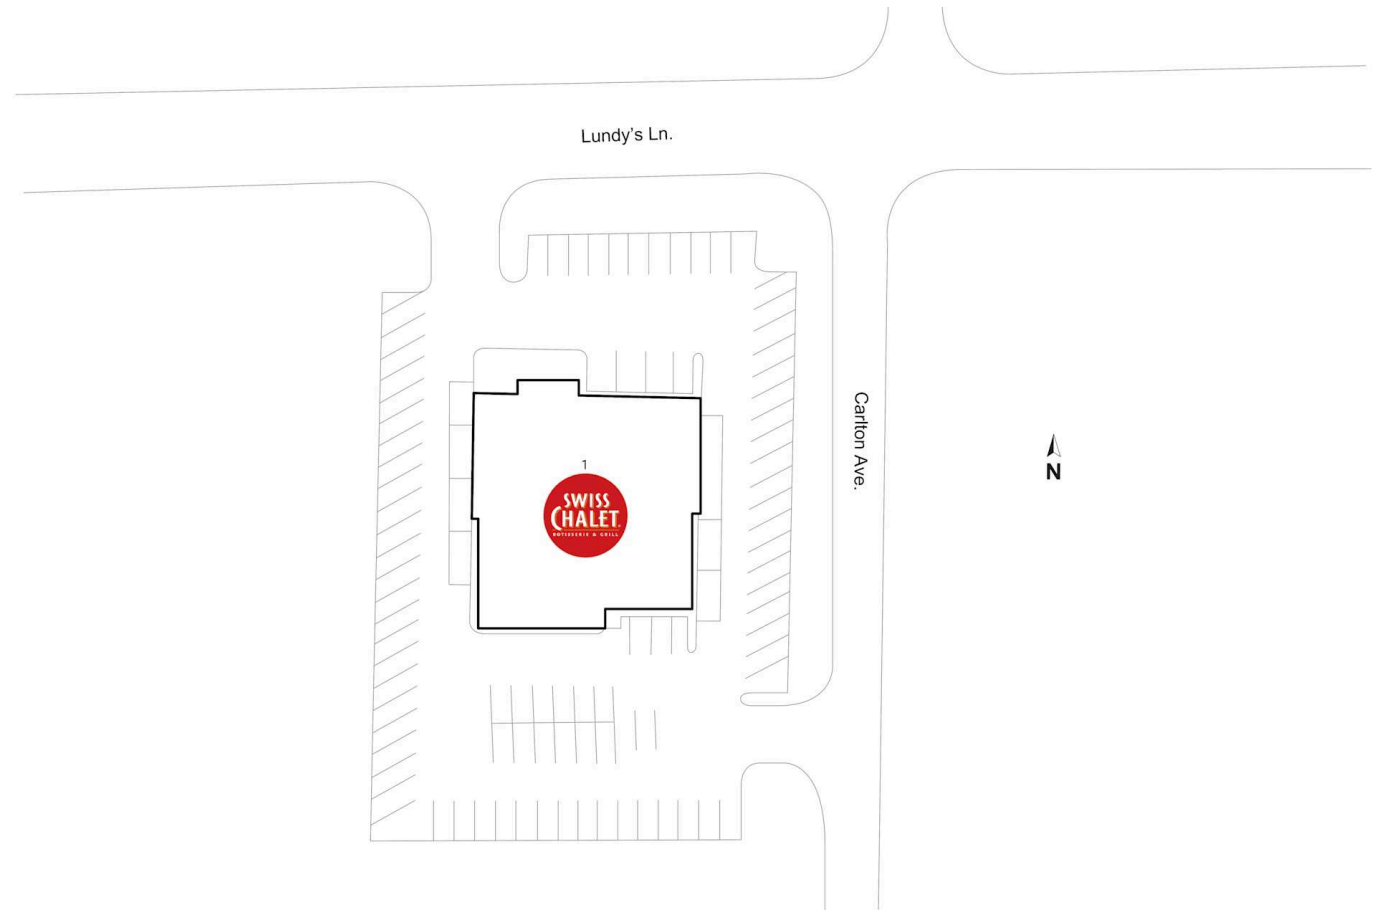 Lundy's Ln.
Carlton Ave.
N
1
SWISS
CHALET
ROTISSERIE & GRILL